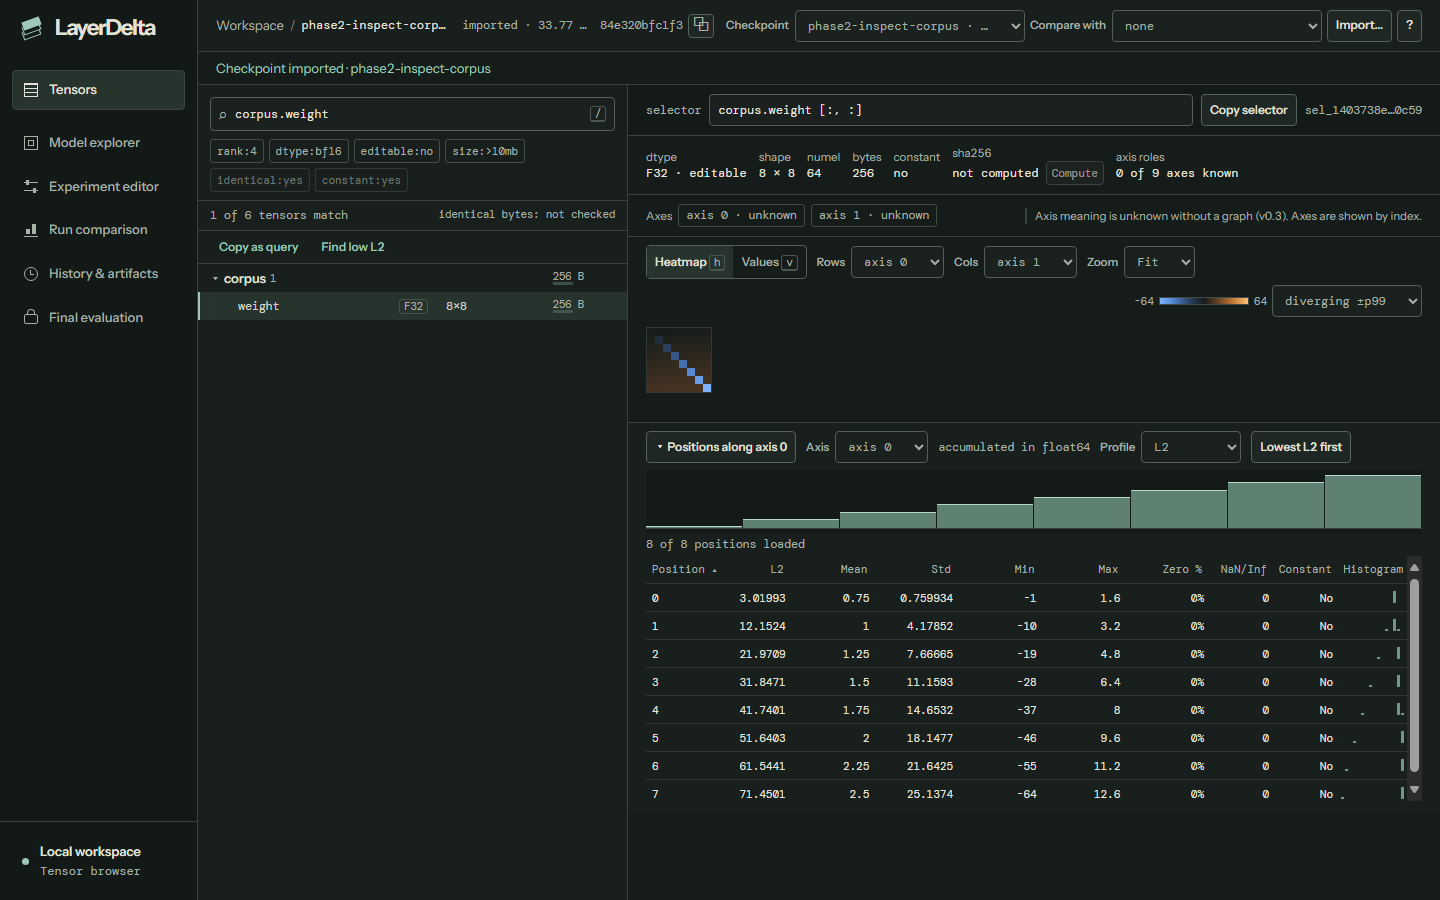 LayerDelta
Tensors
Model explorer
Experiment editor
Run comparison
History & artifacts
Final evaluation
Local workspace
Tensor browser
Workspace / phase2-inspect-corp… imported · 33.77 … 84e320bfc1f3 Checkpoint phase2-inspect-corpus · … Compare with none Import… ?
Checkpoint imported · phase2-inspect-corpus
corpus.weight /
rank:4 dtype:bf16 editable:no size:>10mb
identical:yes constant:yes
1 of 6 tensors match identical bytes: not checked
Copy as query Find low L2
corpus 1 256 B
weight F32 8×8 256 B
selector corpus.weight [:, :] Copy selector sel_1403738e…0c59
dtype shape numel bytes constant sha256 axis roles
F32 · editable 8 × 8 64 256 no not computed Compute 0 of 9 axes known
Axes axis 0 · unknown axis 1 · unknown Axis meaning is unknown without a graph (v0.3). Axes are shown by index.
Heatmap h Values v Rows axis 0 Cols axis 1 Zoom Fit
-64 64 diverging ±p99
Positions along axis 0 Axis axis 0 accumulated in float64 Profile L2 Lowest L2 first
8 of 8 positions loaded
Position L2 Mean Std Min Max Zero % NaN/Inf Constant Histogram
0 3.01993 0.75 0.759934 -1 1.6 0% 0 No
1 12.1524 1 4.17852 -10 3.2 0% 0 No
2 21.9709 1.25 7.66665 -19 4.8 0% 0 No
3 31.8471 1.5 11.1593 -28 6.4 0% 0 No
4 41.7401 1.75 14.6532 -37 8 0% 0 No
5 51.6403 2 18.1477 -46 9.6 0% 0 No
6 61.5441 2.25 21.6425 -55 11.2 0% 0 No
7 71.4501 2.5 25.1374 -64 12.6 0% 0 No